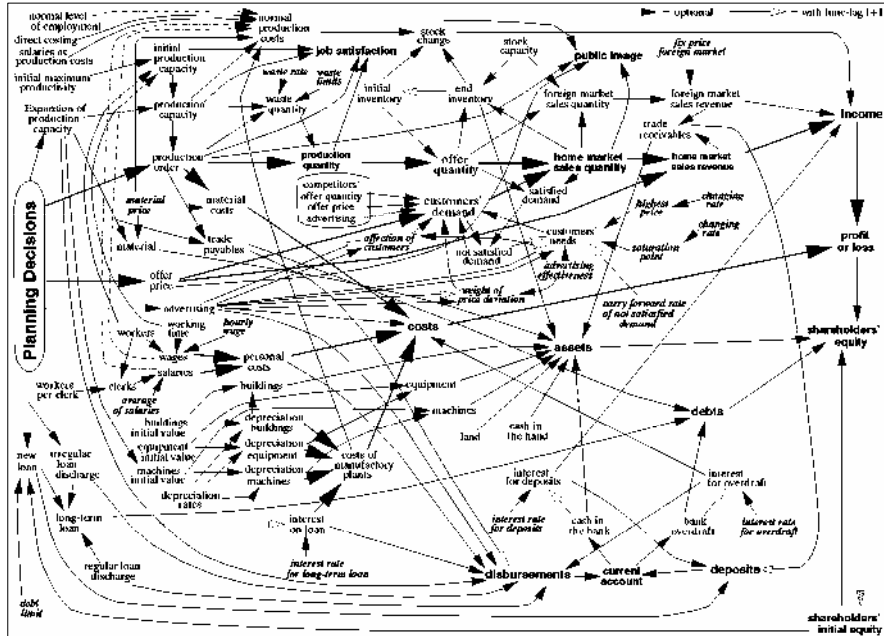 normal level
of employment
direct costing
salaries as
production costs
initial maximum
productivity
Expansion of
production
capacity
initial
production
capacity
production
capacity
normal
production
costs
job satisfaction
waste rate
waste
limits
waste
quantity
stock
change
stock
capacity
initial
inventory
end
inventory
public image
fix price
foreign market
foreign market
sales quantity
foreign market
sales revenue
trade
receivables
income
optional
with time-lag t+1
production
order
production
quantity
offer
quantity
home market
sales quantity
home market
sales revenue
material
price
material
costs
material
trade
payables
competitors'
offer quantity
offer price
advertising
customers'
demand
satisfied
demand
affection of
customers
not satisfied
demand
customers
needs
highest
price
changing
rate
saturation
point
changing
rate
advertising
effectiveness
weight of
price deviation
carry forward rate
of not satisfied
demand
profit
or loss
Planning Decisions
offer
price
advertising
workers
working
time
hourly
wage
wages
salaries
personal
costs
costs
assets
shareholders'
equity
workers
per clerk
clerks
average
of salaries
buildings
equipment
machines
buildings
initial value
equipment
initial value
machines
initial value
depreciation
buildings
depreciation
equipment
depreciation
machines
depreciation
rates
costs of
manufactory
plants
land
cash in
the hand
debts
new
loan
irregular
loan
discharge
long-term
loan
regular loan
discharge
debt
limit
interest
on loan
interest rate
for long-term loan
interest
for deposits
interest rate
for deposits
cash in
the bank
interest
for overdraft
bank
overdraft
interest rate
for overdraft
disbursements
current
account
deposits
shareholders'
initial equity